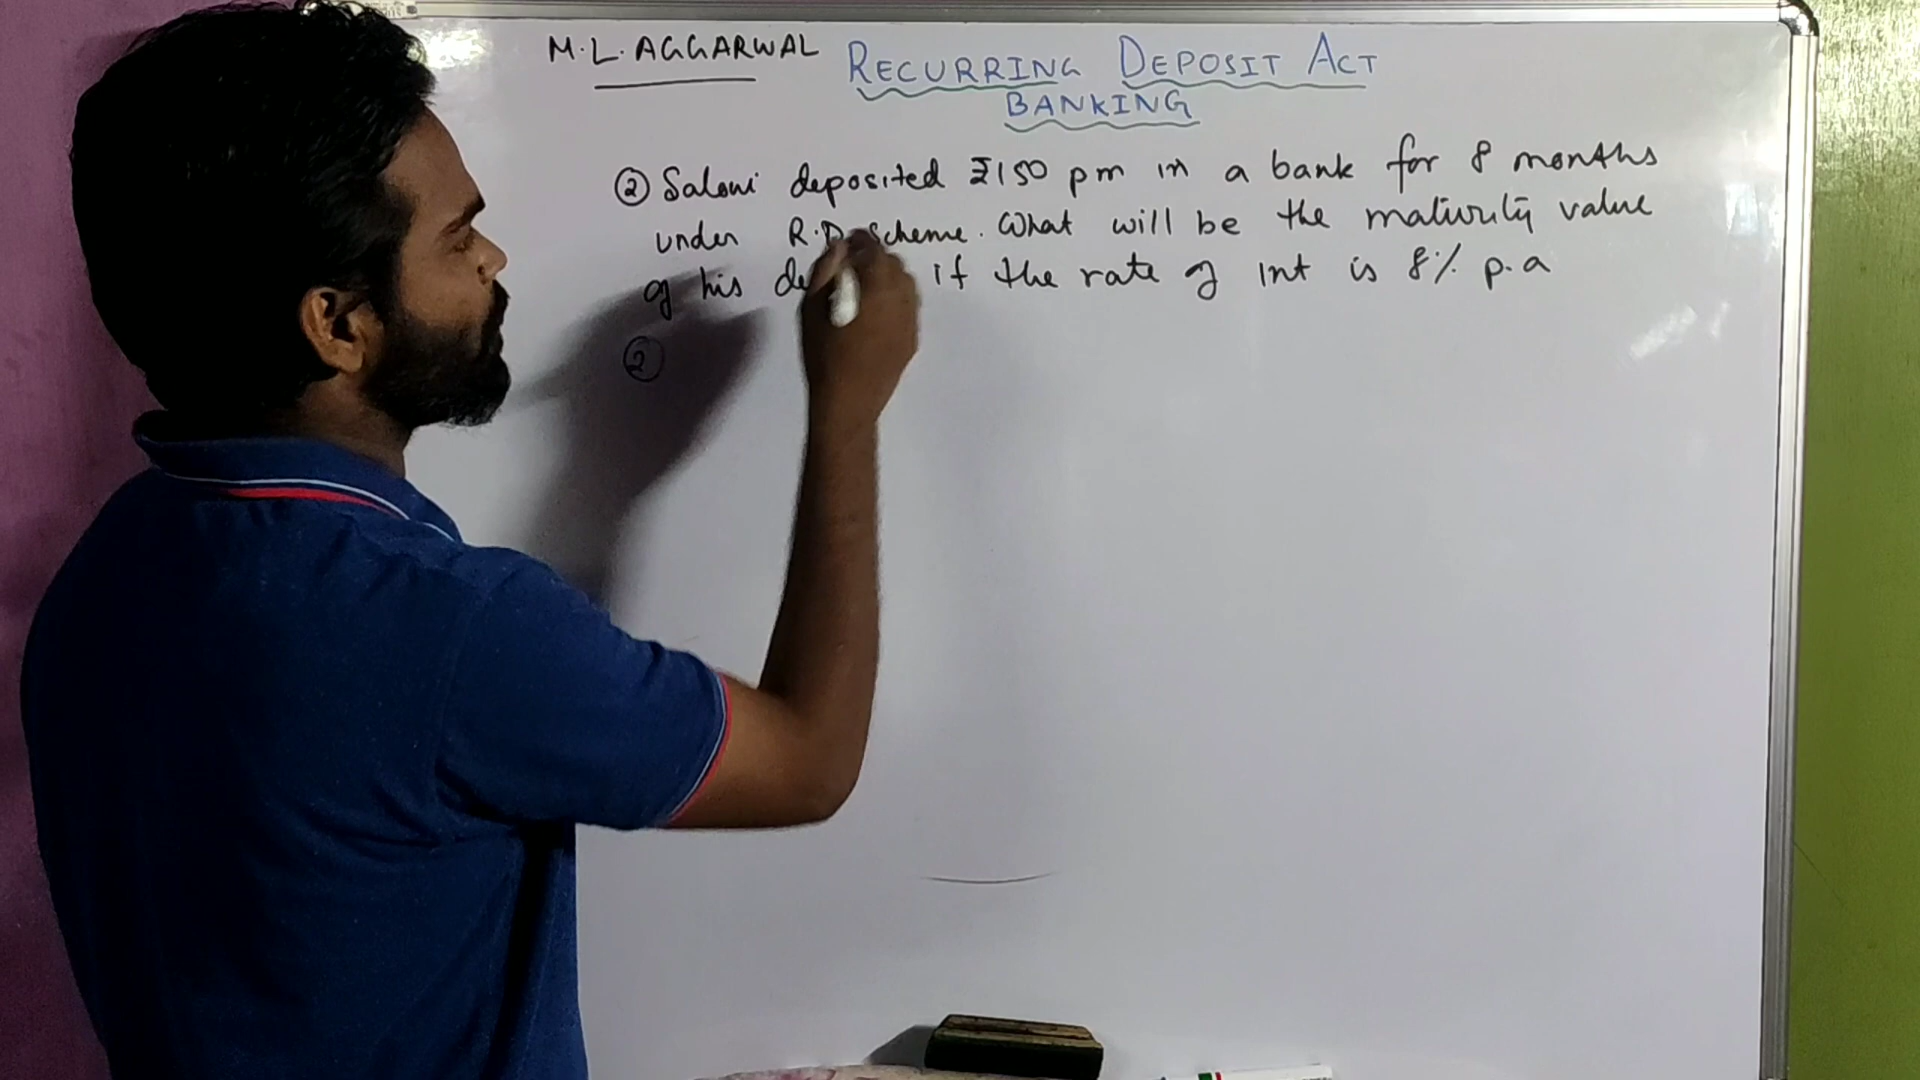 M.L. AGGARWAL RECURRING DEPOSIT ACT
BANKING
② Saloni deposited ₹150 pm in a bank for 8 months
under R.D. Scheme. What will be the maturity value
of his if the rate of Int is 8% p.a
②